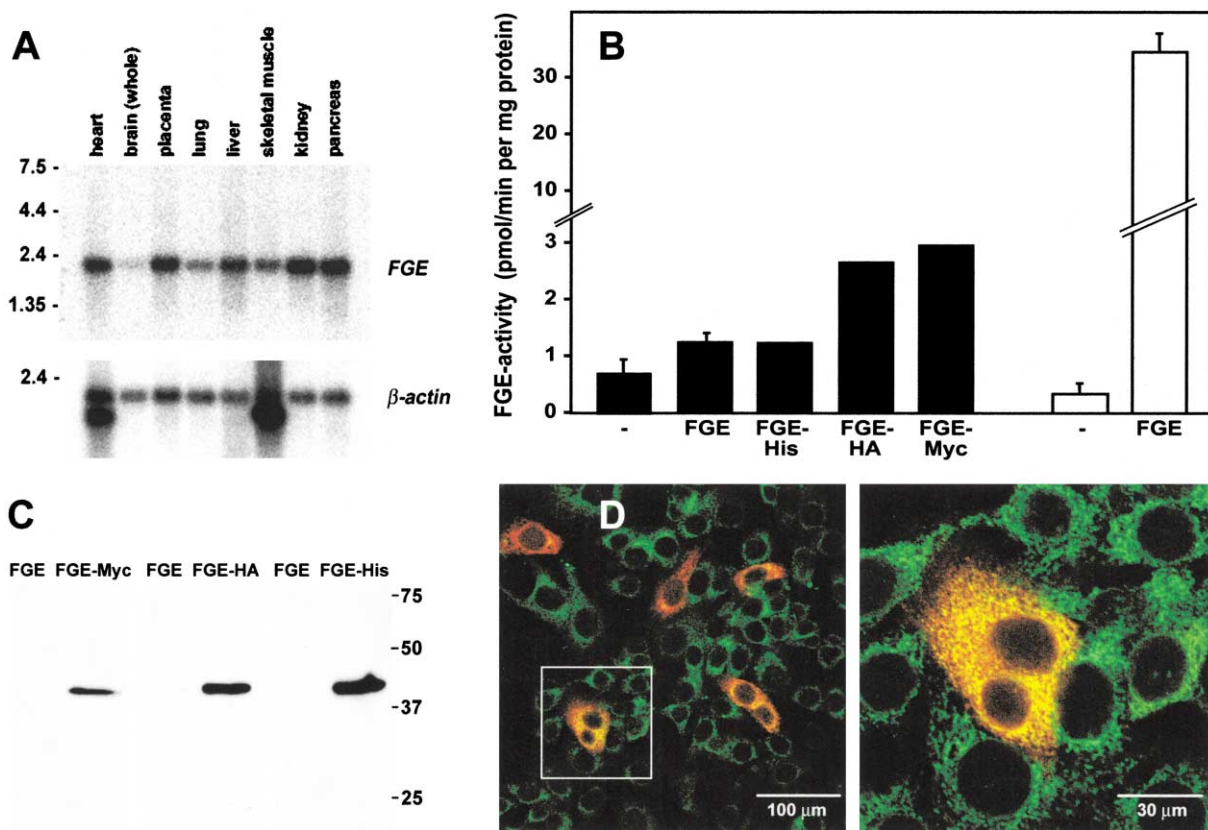 A
heart
brain (whole)
placenta
lung
liver
skeletal muscle
kidney
pancreas
7.5 -
4.4 -
2.4 -
1.35 -
FGE
2.4 -
β-actin
B
FGE-activity (pmol/min per mg protein)
30
20
10
3
2
1
0
- FGE FGE-His FGE-HA FGE-Myc - FGE
C
FGE FGE-Myc FGE FGE-HA FGE FGE-His
-75
-50
-37
-25
D
100 μm
30 μm